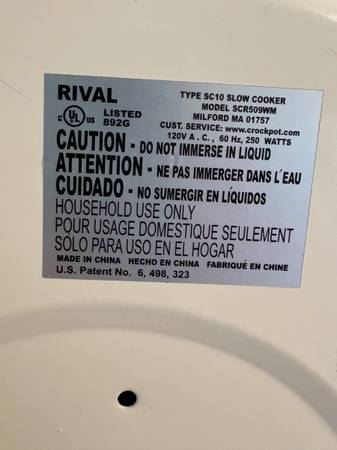 RIVAL
TYPE SC10 SLOW COOKER
MODEL SCR509WM
MILFORD MA 01757
C UL US LISTED 892G
CUST. SERVICE: www.crockpot.com
120V A.C., 60 Hz, 250 WATTS
CAUTION - DO NOT IMMERSE IN LIQUID
ATTENTION - NE PAS IMMERGER DANS L'EAU
CUIDADO - NO SUMERGIR EN LÍQUIDOS
HOUSEHOLD USE ONLY
POUR USAGE DOMESTIQUE SEULEMENT
SOLO PARA USO EN EL HOGAR
MADE IN CHINA HECHO EN CHINA FABRIQUÉ EN CHINE
U.S. Patent No. 6, 498, 323